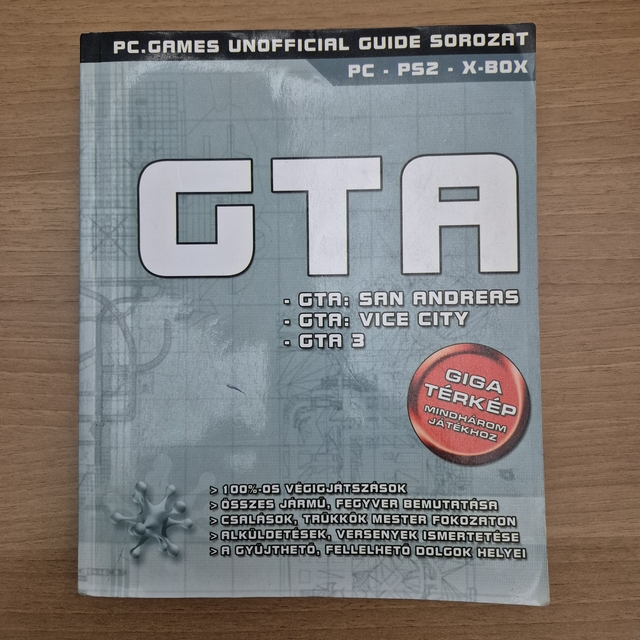 PC.GAMES UNOFFICIAL GUIDE SOROZAT
PC - PS2 - X-BOX
GTA
- GTA: SAN ANDREAS
- GTA: VICE CITY
- GTA 3
GIGA
TÉRKÉP
MINDHÁROM
JÁTÉKHOZ
> 100%-OS VÉGIGJÁTSZÁSOK
> ÖSSZES JÁRMŰ, FEGYVER BEMUTATÁSA
> CSALÁSOK, TRÜKKÖK MESTER FOKOZATON
> ALKÜLDETÉSEK, VERSENYEK ISMERTETÉSE
> A GYŰJTHETŐ, FELLELHETŐ DOLGOK HELYEI